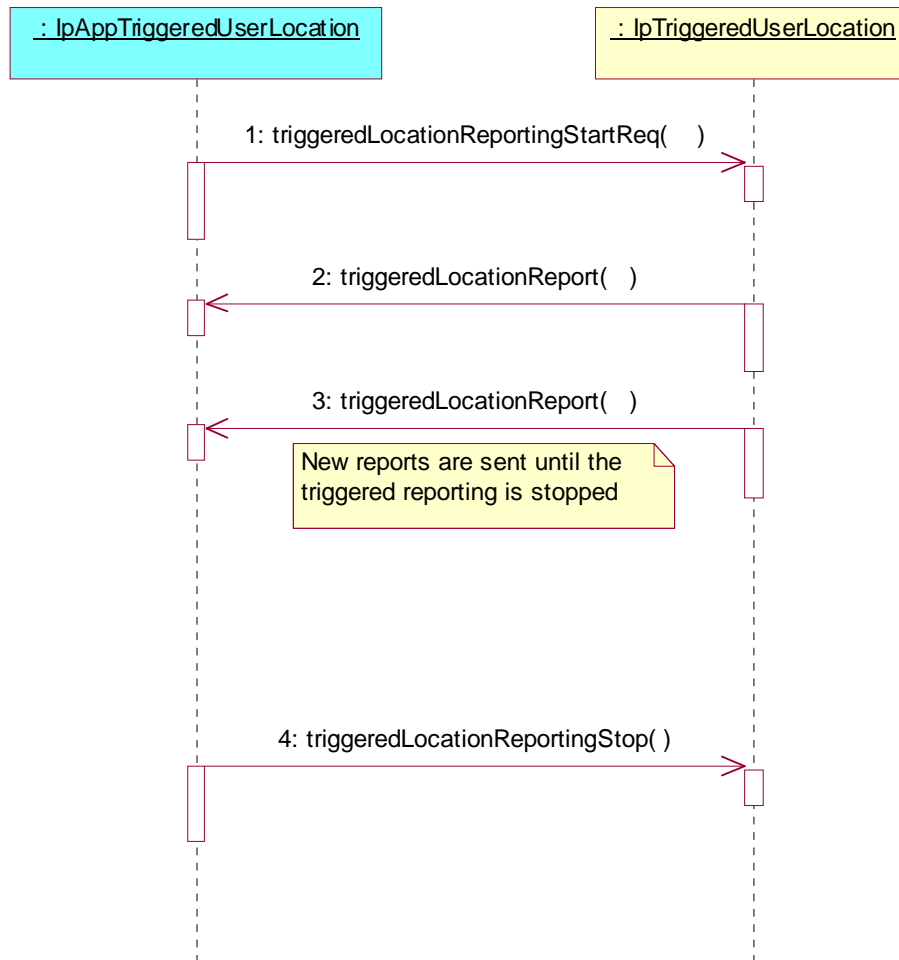 : IpAppTriggeredUserLocation
: IpTriggeredUserLocation
1: triggeredLocationReportingStartReq( )
2: triggeredLocationReport( )
3: triggeredLocationReport( )
New reports are sent until the
triggered reporting is stopped
4: triggeredLocationReportingStop( )